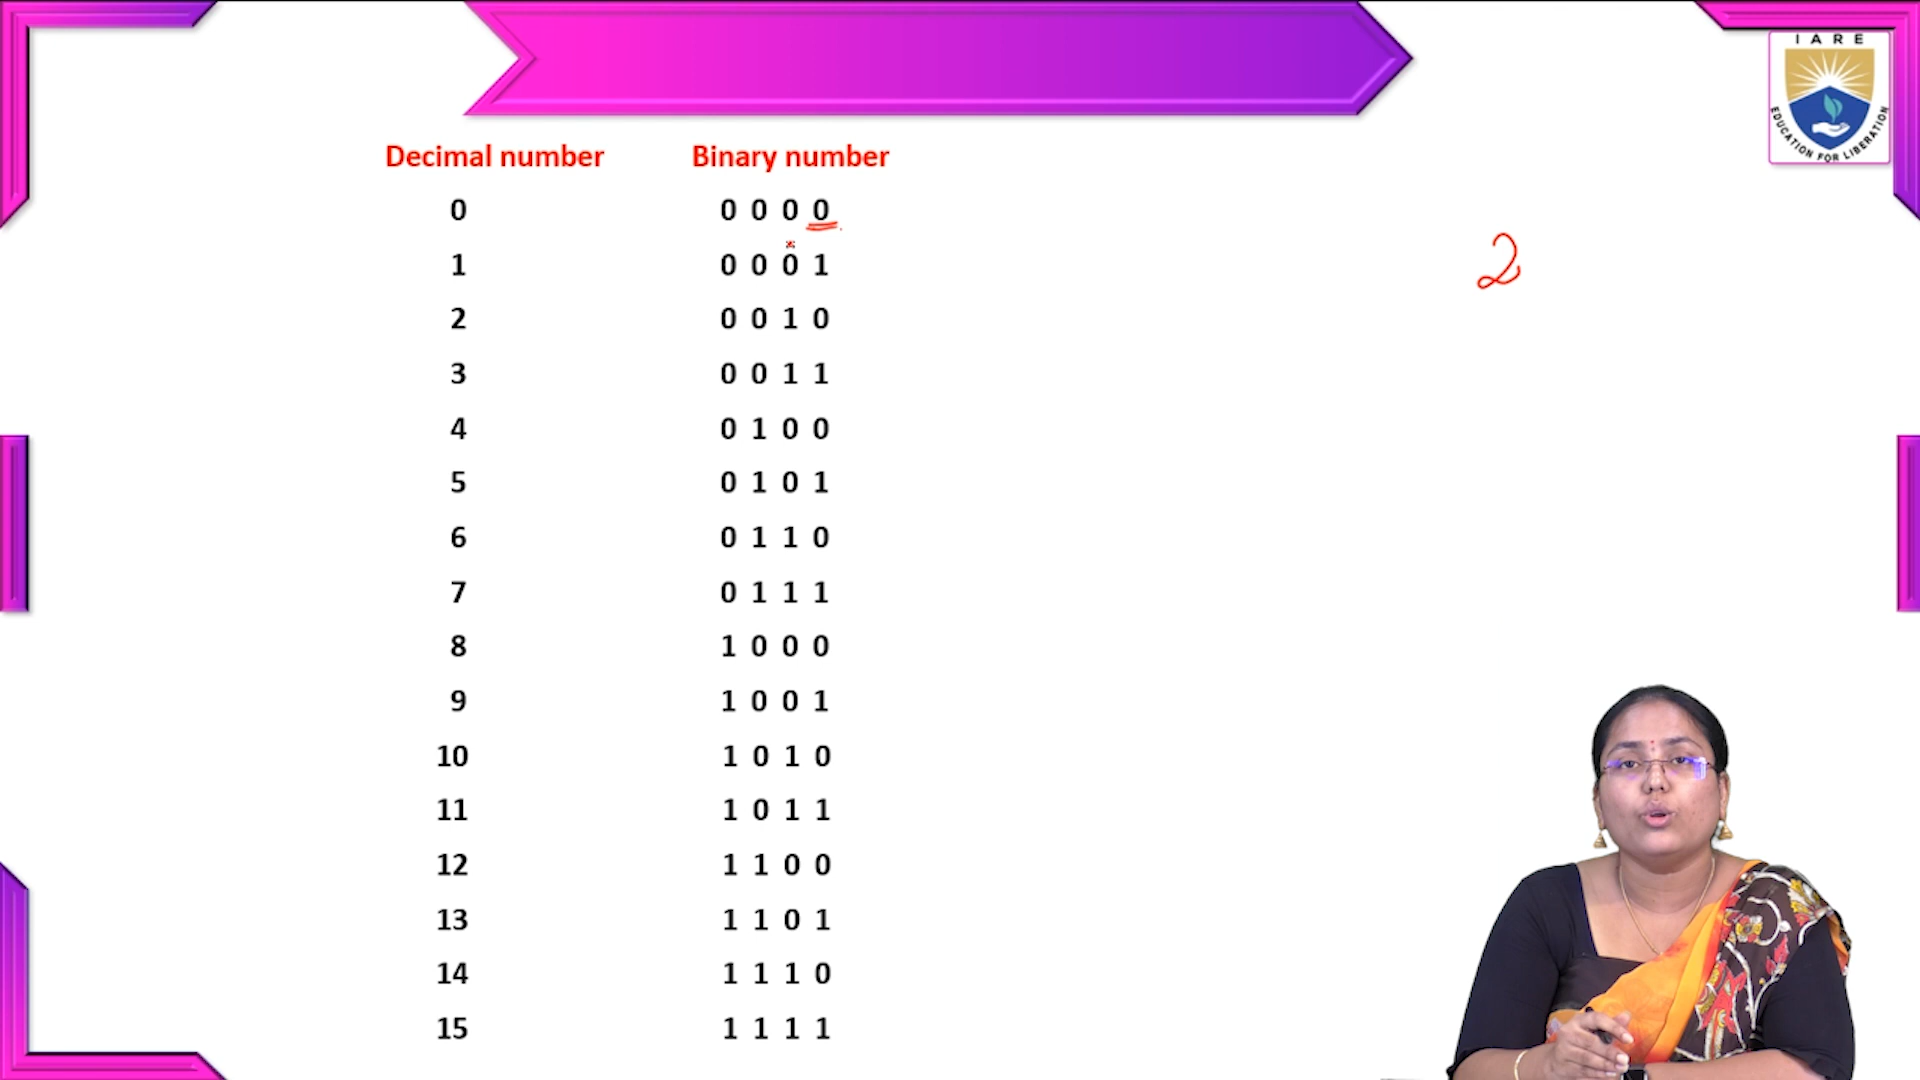 IARE
EDUCATION FOR LIBERATION
Decimal number Binary number
0 0 0 0 0
1 0 0 0 1
2 0 0 1 0
3 0 0 1 1
4 0 1 0 0
5 0 1 0 1
6 0 1 1 0
7 0 1 1 1
8 1 0 0 0
9 1 0 0 1
10 1 0 1 0
11 1 0 1 1
12 1 1 0 0
13 1 1 0 1
14 1 1 1 0
15 1 1 1 1
2